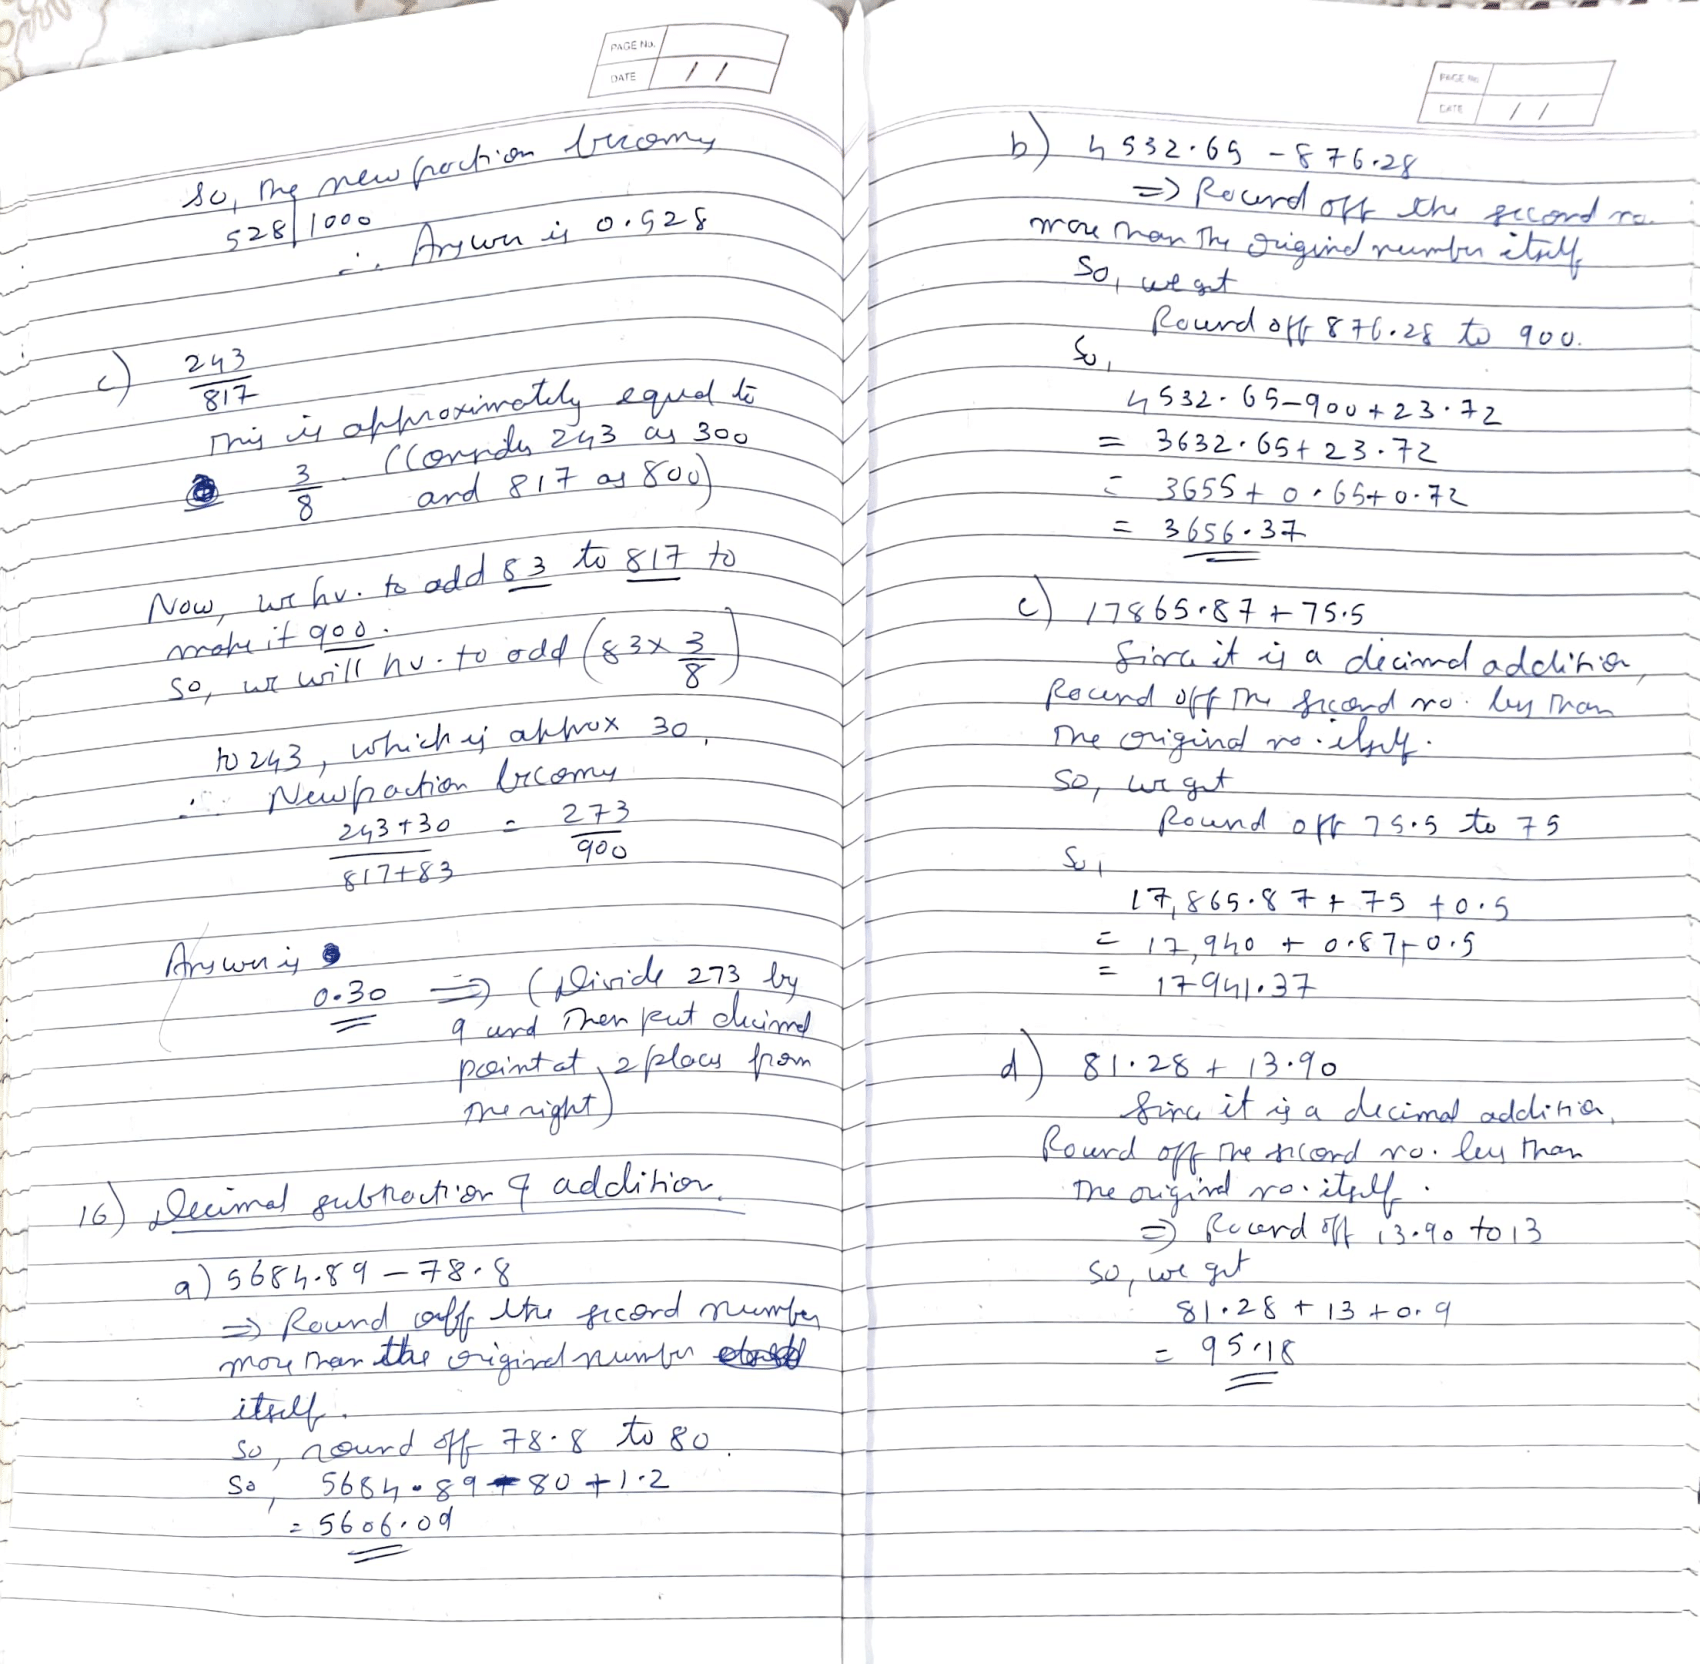 PAGE No.
DATE / /
So, the new fraction becomes
528/1000
∴ Answer is 0.528
c) 243
817
This is approximately equal to
3/8 (Consider 243 as 300
and 817 as 800)
Now, we hv. to add 83 to 817 to
make it 900.
So, we will hv. to add (83 x 3/8)
to 243, which is approx 30,
∴ New fraction becomes
243+30 = 273
817+83 900
Answer is
0.30 => (Divide 273 by
9 and then put decimal
point at 2 places from
the right)
16) Decimal subtraction & addition.
a) 5684.89 - 78.8
=> Round off the second number
more than the original number
itself.
So, round off 78.8 to 80.
So, 5684.89 - 80 + 1.2
= 5606.09
PAGE No.
DATE / /
b) 4532.65 - 876.28
=> Round off the second no.
more than the original number itself
So, we get
Round off 876.28 to 900.
So,
4532.65-900+23.72
= 3632.65+23.72
= 3655+0.65+0.72
= 3656.37
c) 17865.87+75.5
Since it is a decimal addition,
Round off the second no. less than
the original no. itself.
So, we get
Round off 75.5 to 75
So,
17,865.87+75+0.5
= 17,940 + 0.87+0.5
= 17941.37
d) 81.28+13.90
Since it is a decimal addition,
Round off the second no. less than
the original no. itself.
=> Round off 13.90 to 13
So, we get
81.28+13+0.9
= 95.18